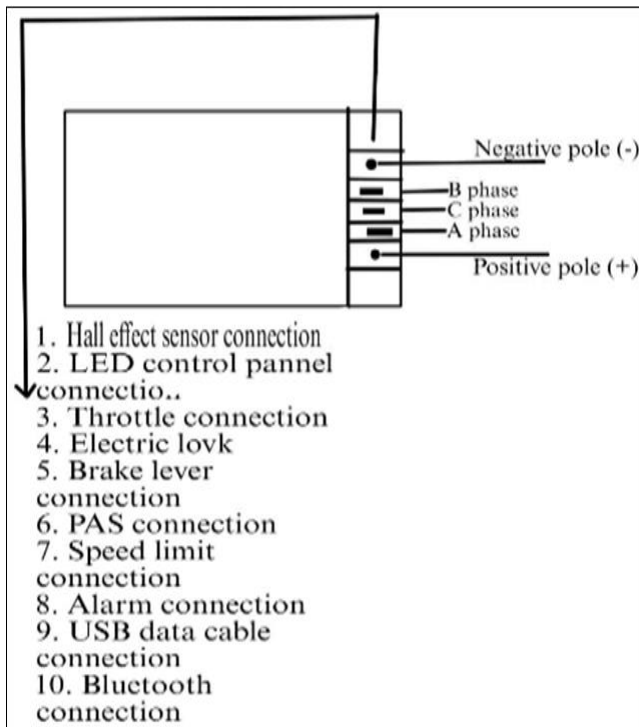 Negative pole (-)
B phase
C phase
A phase
Positive pole (+)
1. Hall effect sensor connection
2. LED control pannel
connectio..
3. Throttle connection
4. Electric lovk
5. Brake lever
connection
6. PAS connection
7. Speed limit
connection
8. Alarm connection
9. USB data cable
connection
10. Bluctooth
connection